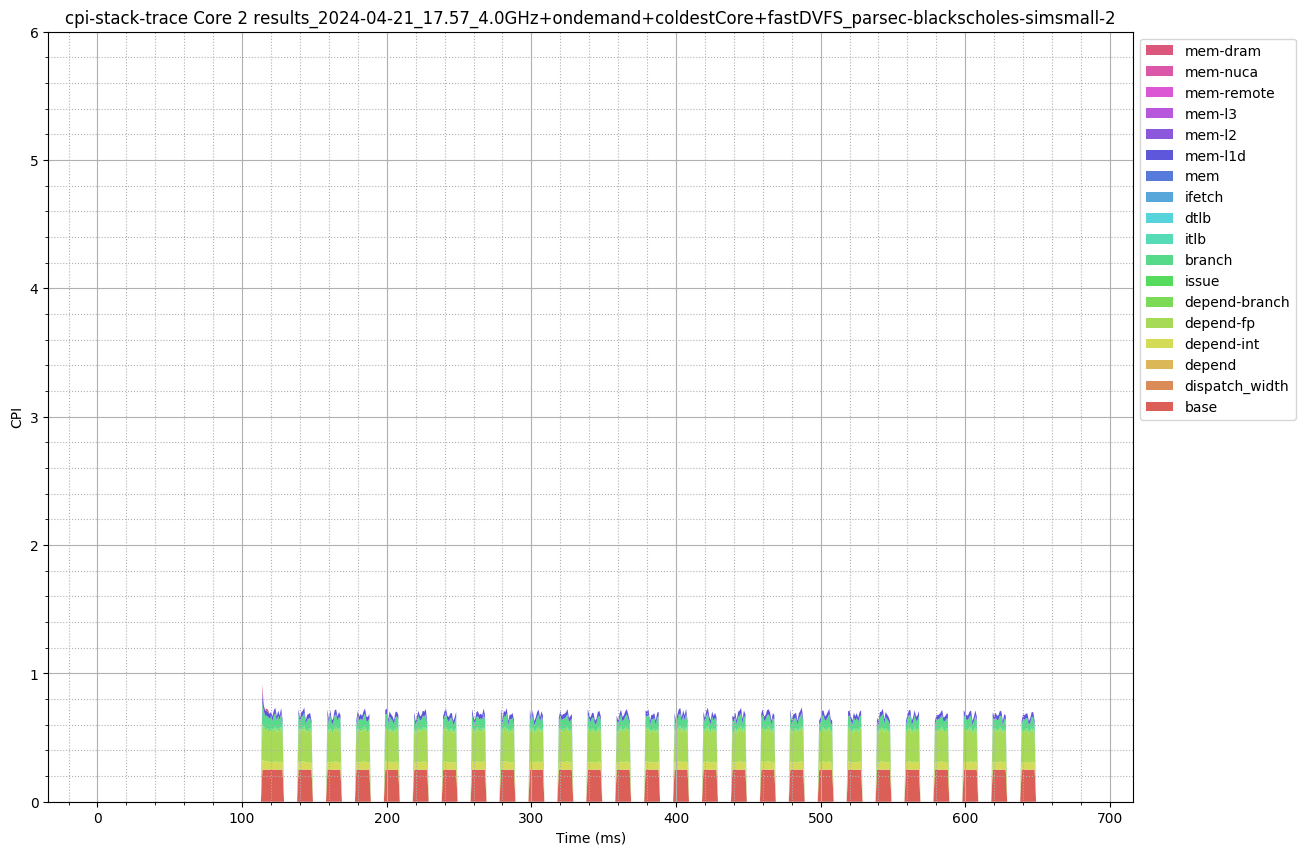 cpi-stack-trace Core 2 results_2024-04-21_17.57_4.0GHz+ondemand+coldestCore+fastDVFS_parsec-blackscholes-simsmall-2
6
5
4
3
2
1
0
CPI
0 100 200 300 400 500 600 700
Time (ms)
mem-dram
mem-nuca
mem-remote
mem-l3
mem-l2
mem-l1d
mem
ifetch
dtlb
itlb
branch
issue
depend-branch
depend-fp
depend-int
depend
dispatch_width
base